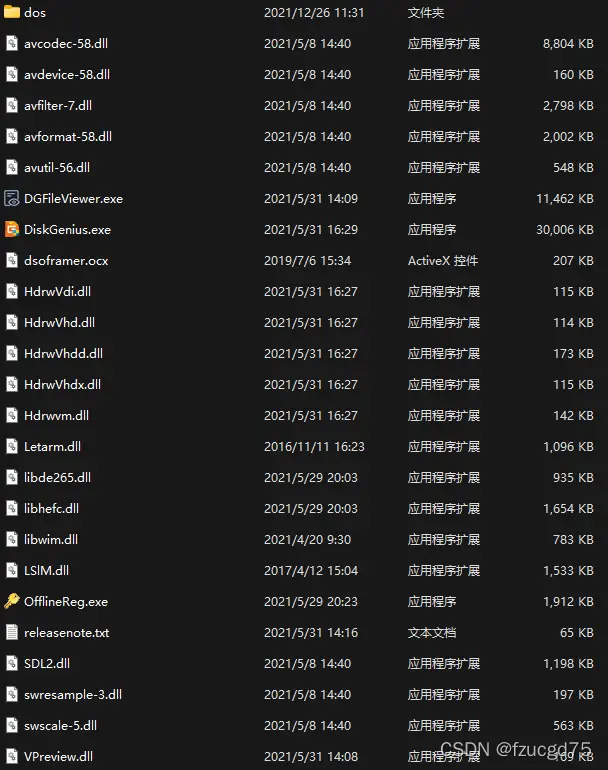 dos 2021/12/26 11:31 文件夹
avcodec-58.dll 2021/5/8 14:40 应用程序扩展 8,804 KB
avdevice-58.dll 2021/5/8 14:40 应用程序扩展 160 KB
avfilter-7.dll 2021/5/8 14:40 应用程序扩展 2,798 KB
avformat-58.dll 2021/5/8 14:40 应用程序扩展 2,002 KB
avutil-56.dll 2021/5/8 14:40 应用程序扩展 548 KB
DGFileViewer.exe 2021/5/31 14:09 应用程序 11,462 KB
DiskGenius.exe 2021/5/31 16:29 应用程序 30,006 KB
dsoframer.ocx 2019/7/6 15:34 ActiveX 控件 207 KB
HdrwVdi.dll 2021/5/31 16:27 应用程序扩展 115 KB
HdrwVhd.dll 2021/5/31 16:27 应用程序扩展 114 KB
HdrwVhdd.dll 2021/5/31 16:27 应用程序扩展 173 KB
HdrwVhdx.dll 2021/5/31 16:27 应用程序扩展 115 KB
Hdrwvm.dll 2021/5/31 16:27 应用程序扩展 142 KB
Letarm.dll 2016/11/11 16:23 应用程序扩展 1,096 KB
libde265.dll 2021/5/29 20:03 应用程序扩展 935 KB
libhefc.dll 2021/5/29 20:03 应用程序扩展 1,654 KB
libwim.dll 2021/4/20 9:30 应用程序扩展 783 KB
LSIM.dll 2017/4/12 15:04 应用程序扩展 1,533 KB
OfflineReg.exe 2021/5/29 20:23 应用程序 1,912 KB
releasenote.txt 2021/5/31 14:16 文本文档 65 KB
SDL2.dll 2021/5/8 14:40 应用程序扩展 1,198 KB
swresample-3.dll 2021/5/8 14:40 应用程序扩展 197 KB
swscale-5.dll 2021/5/8 14:40 应用程序扩展 563 KB
VPreview.dll 2021/5/31 14:08 应用程序扩展 KB
CSDN @fzucgd75